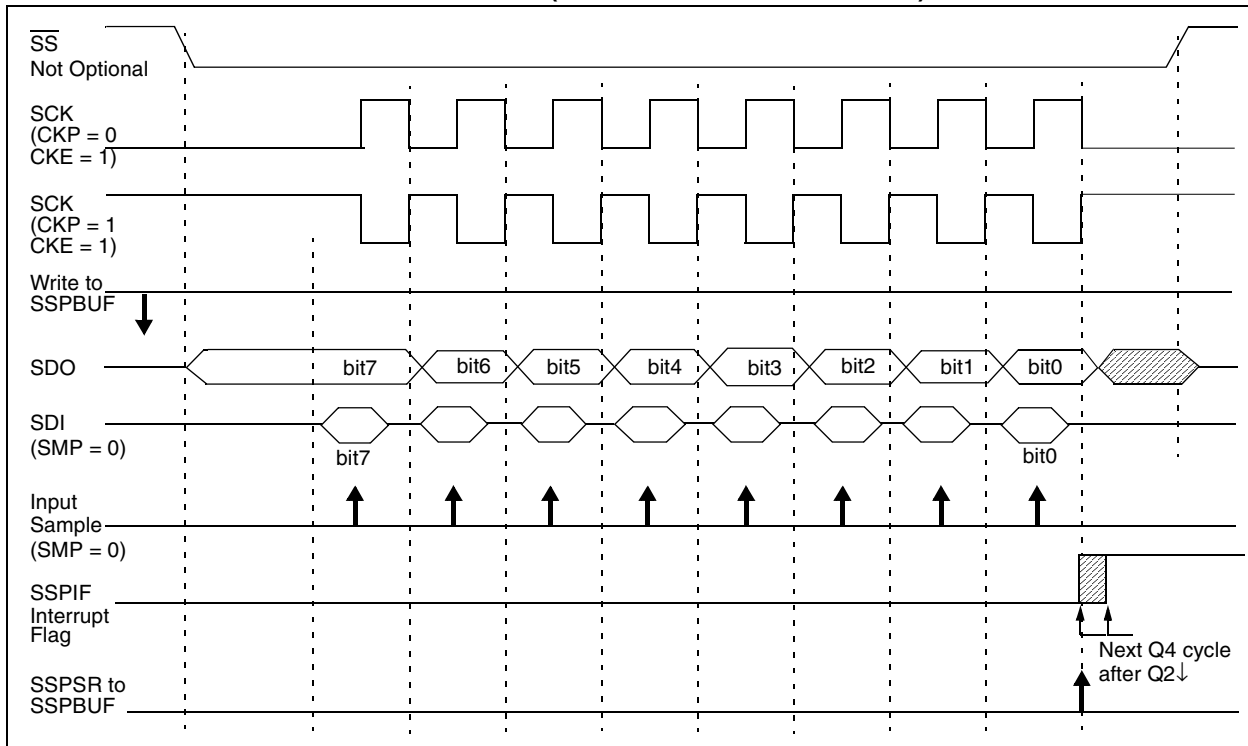 SS
Not Optional
SCK
(CKP = 0
CKE = 1)
SCK
(CKP = 1
CKE = 1)
Write to
SSPBUF
SDO
bit7 bit6 bit5 bit4 bit3 bit2 bit1 bit0
SDI
(SMP = 0)
bit7 bit0
Input
Sample
(SMP = 0)
SSPIF
Interrupt
Flag
Next Q4 cycle
after Q2↓
SSPSR to
SSPBUF